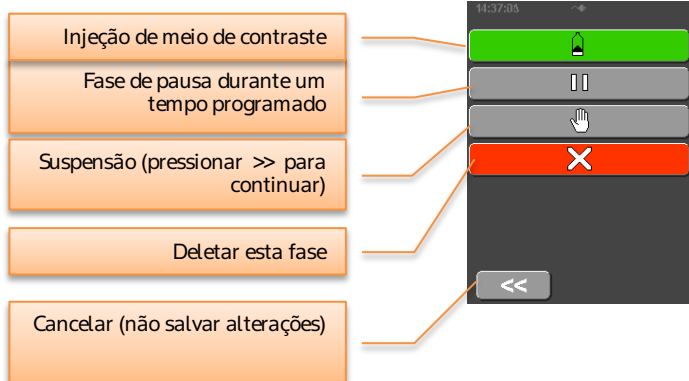 14:37:05
Injeção de meio de contraste
Fase de pausa durante um
tempo programado
Suspensão (pressionar >> para
continuar)
Deletar esta fase
<<
Cancelar (não salvar alterações)